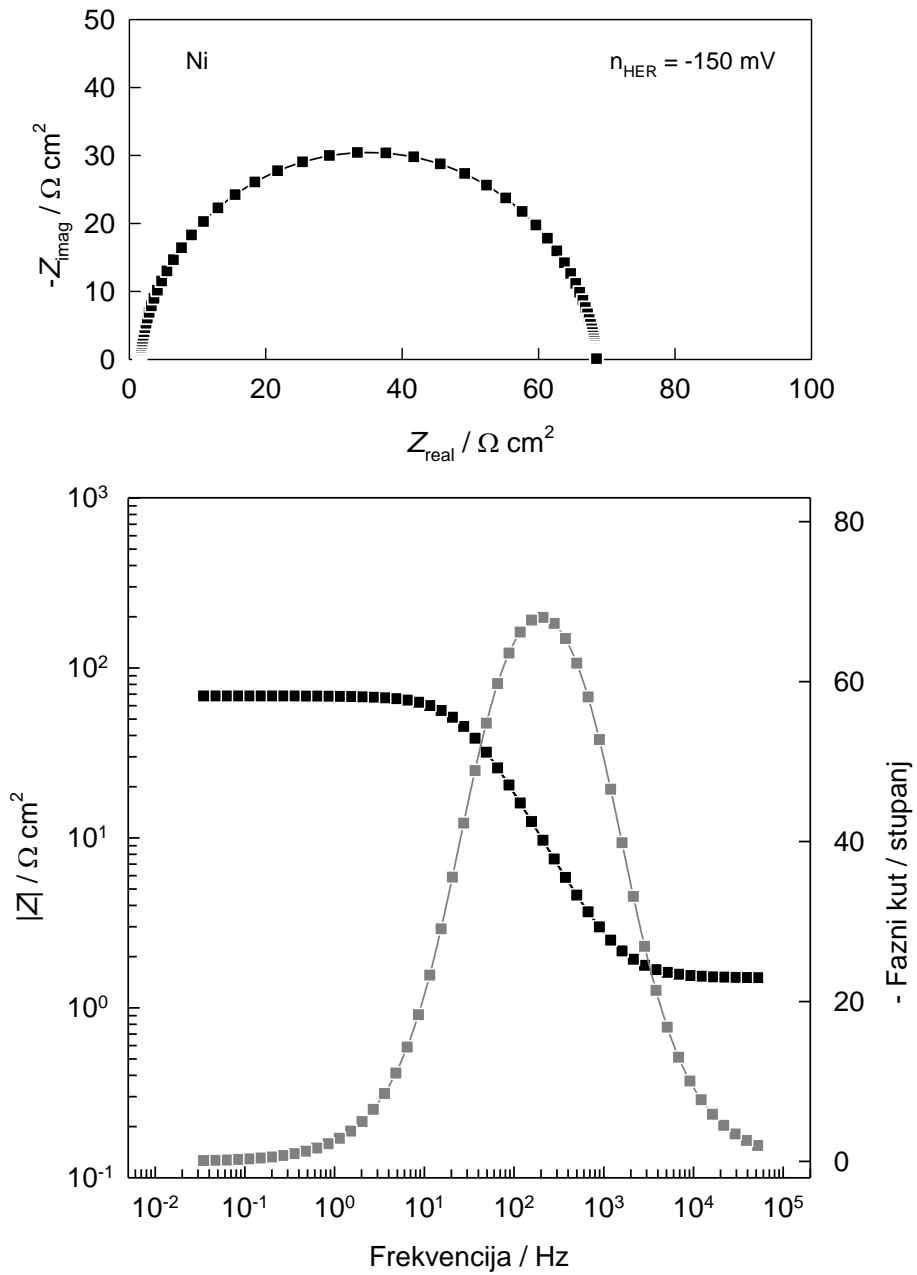 50
Ni n_HER = -150 mV
40
30
20
10
0
0 20 40 60 80 100
-Z_imag / Ω cm²
Z_real / Ω cm²
10³
10²
10¹
10⁰
10⁻¹
|Z| / Ω cm²
80
60
40
20
0
- Fazni kut / stupanj
10⁻² 10⁻¹ 10⁰ 10¹ 10² 10³ 10⁴ 10⁵
Frekvencija / Hz